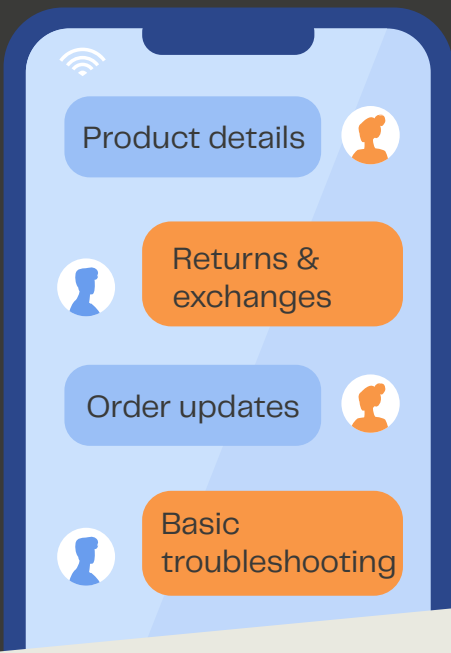 Product details
Returns &
exchanges
Order updates
Basic
troubleshooting